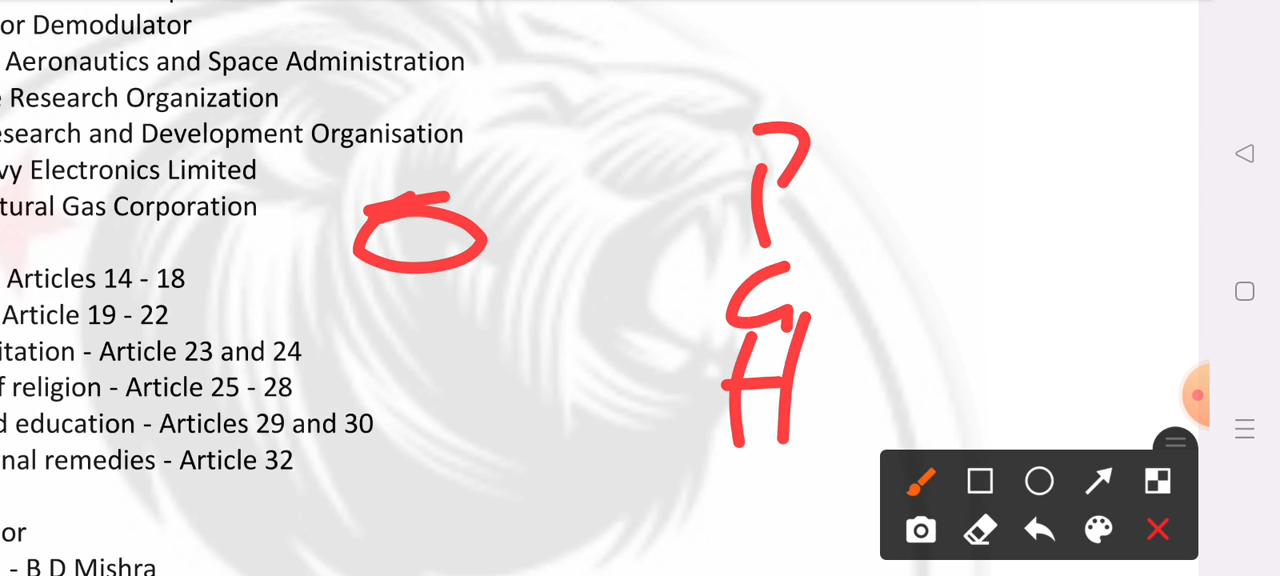 or Demodulator
Aeronautics and Space Administration
Research Organization
esearch and Development Organisation
vy Electronics Limited
tural Gas Corporation
Articles 14 - 18
Article 19 - 22
itation - Article 23 and 24
f religion - Article 25 - 28
d education - Articles 29 and 30
nal remedies - Article 32
or
- B D Mishra
P
G
H